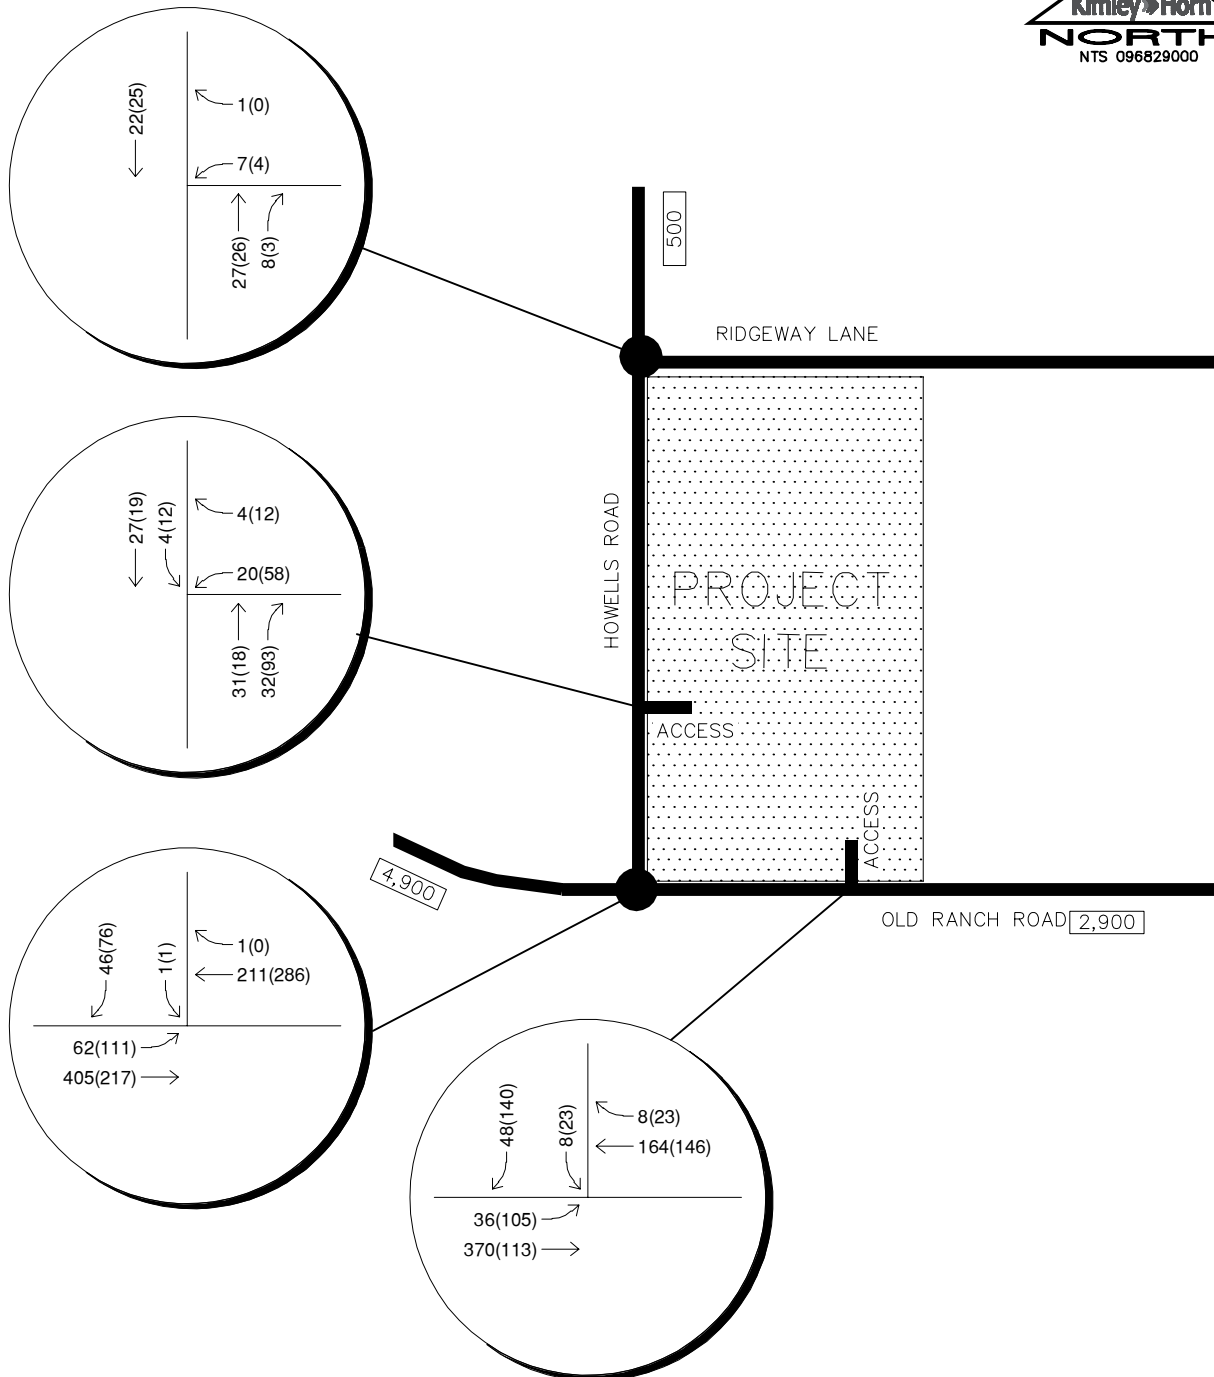 Kimley»Horn
NORTH
NTS 096829000
22(25)
1(0)
7(4)
27(26)
8(3)
500
RIDGEWAY LANE
HOWELLS ROAD
PROJECT
SITE
27(19)
4(12)
4(12)
20(58)
31(18)
32(93)
ACCESS
ACCESS
4,900
OLD RANCH ROAD 2,900
46(76)
1(1)
1(0)
211(286)
62(111)
405(217)
48(140)
8(23)
8(23)
164(146)
36(105)
370(113)